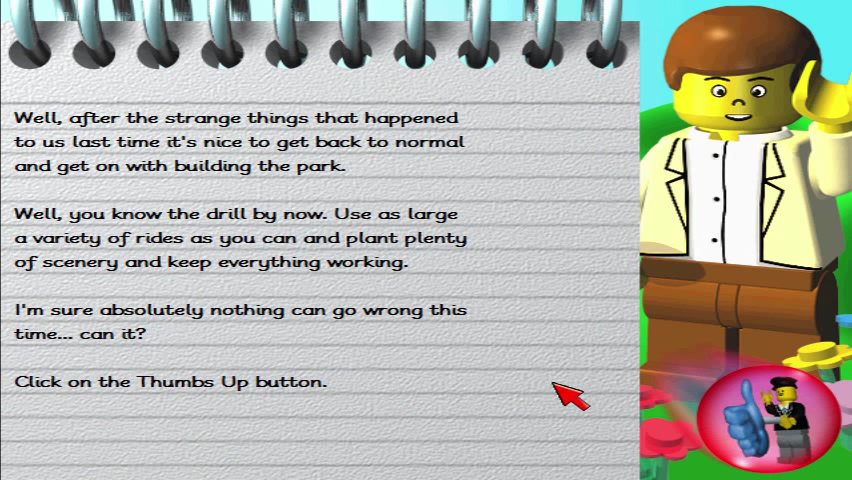 Well, after the strange things that happened
to us last time it's nice to get back to normal
and get on with building the park.
Well, you know the drill by now. Use as large
a variety of rides as you can and plant plenty
of scenery and keep everything working.
I'm sure absolutely nothing can go wrong this
time... can it?
Click on the Thumbs Up button.